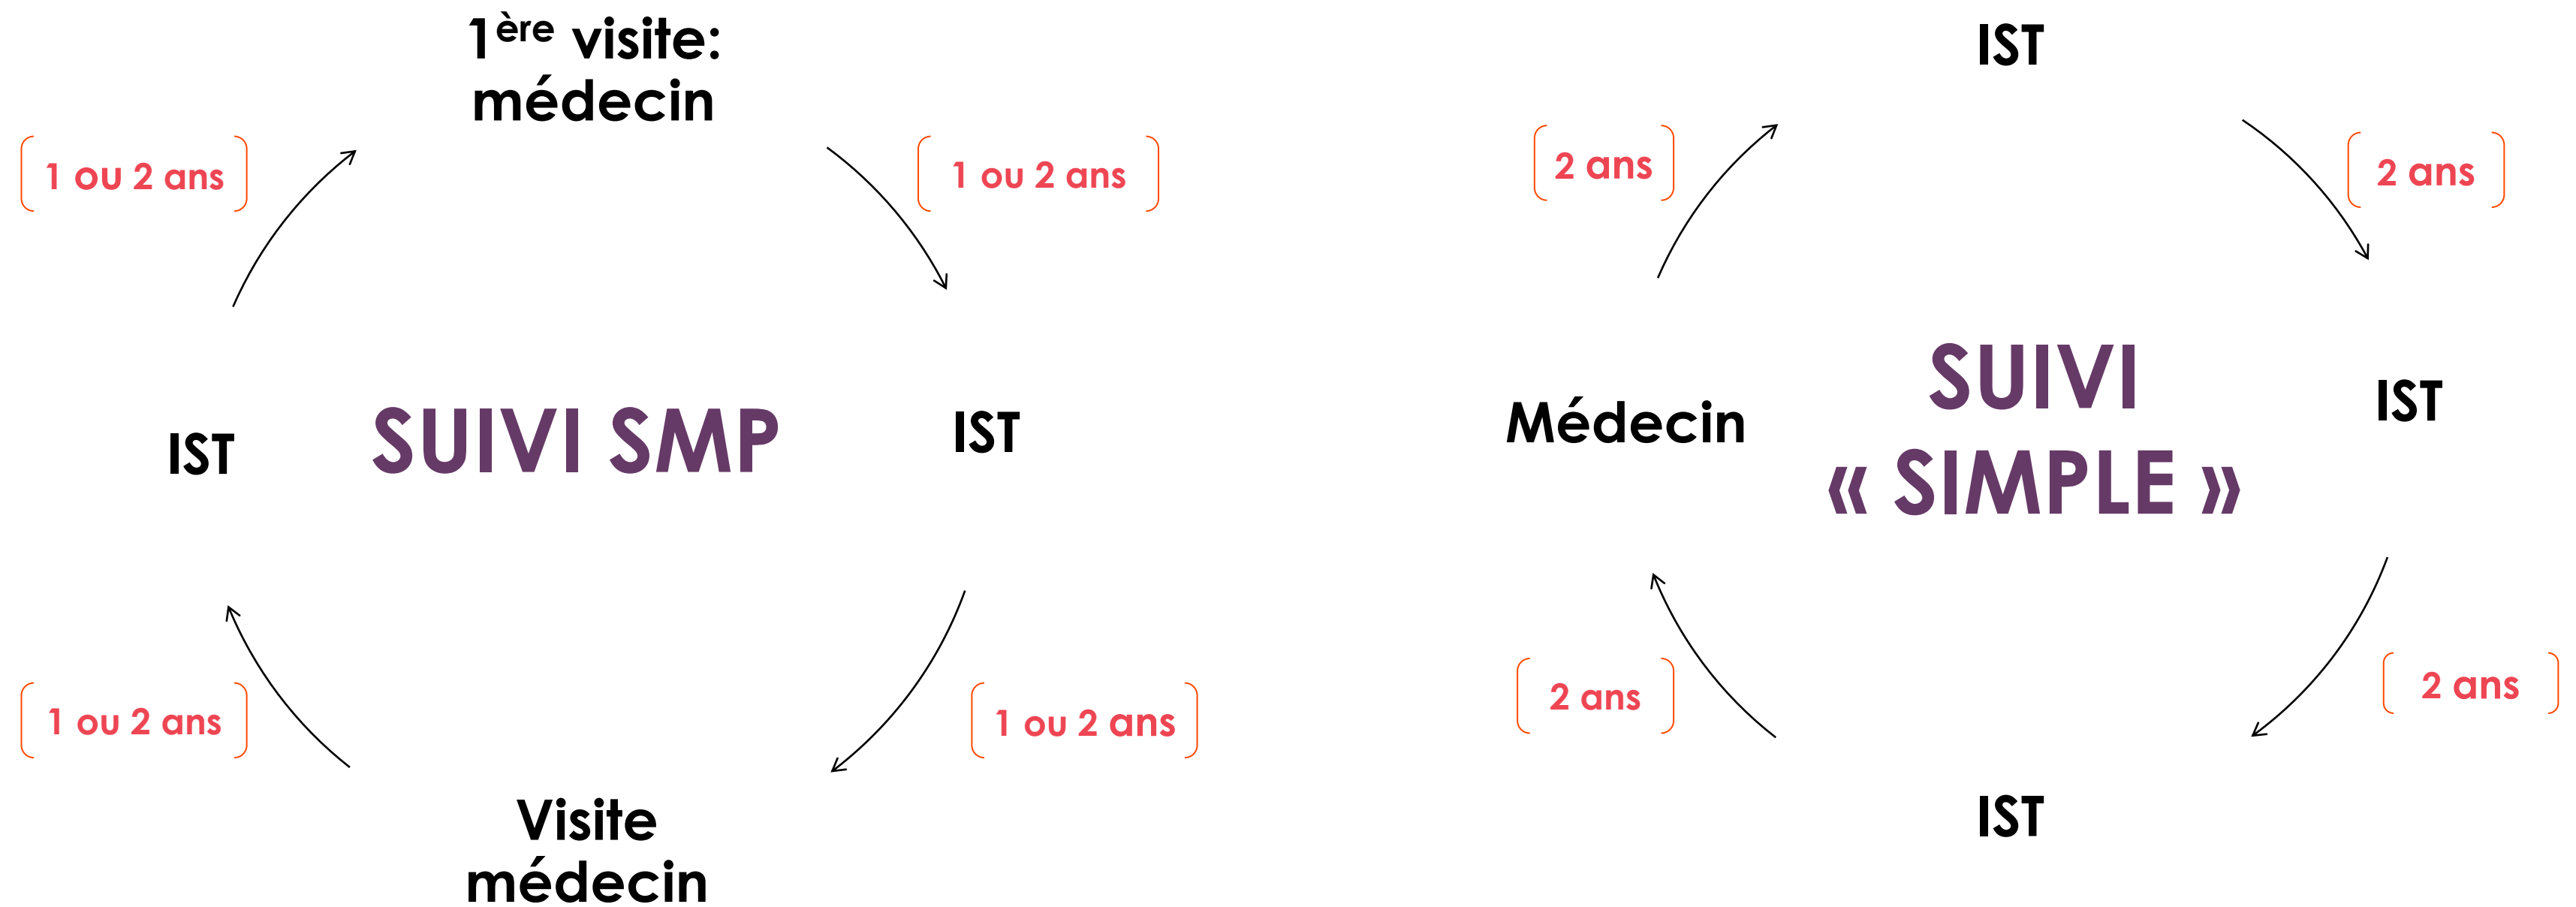 1ère visite:
médecin
1 ou 2 ans
1 ou 2 ans
IST
SUIVI SMP
IST
1 ou 2 ans
1 ou 2 ans
Visite
médecin
IST
2 ans
2 ans
Médecin
SUIVI
« SIMPLE »
IST
2 ans
2 ans
IST